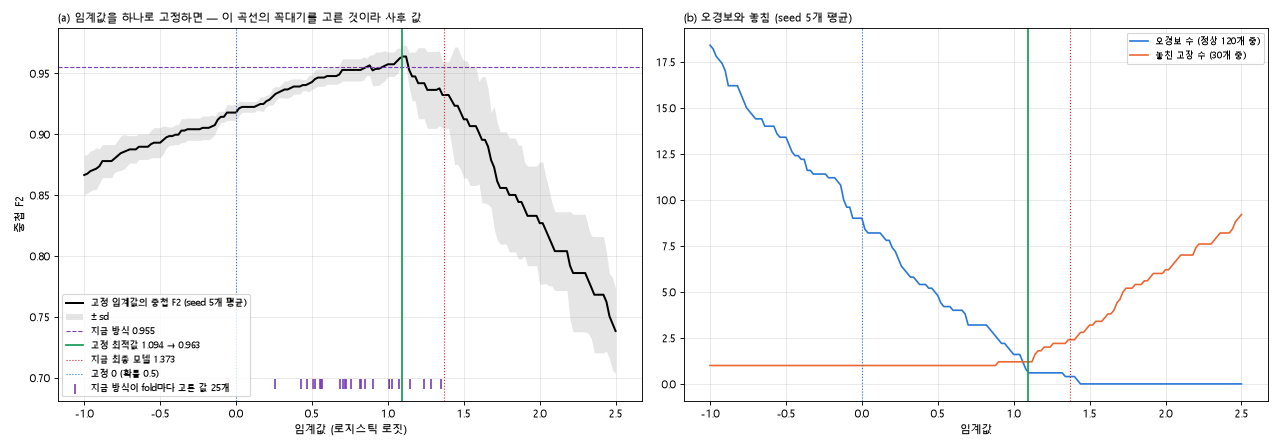 (a) 임계값을 하나로 고정하면 — 이 곡선의 꼭대기를 고른 것이라 사후 값
중첩 F2
0.95
0.90
0.85
0.80
0.75
0.70
고정 임계값의 중첩 F2 (seed 5개 평균)
± sd
지금 방식 0.955
고정 최적값 1.094 → 0.963
지금 최종 모델 1.373
고정 0 (확률 0.5)
지금 방식이 fold마다 고른 값 25개
-1.0 -0.5 0.0 0.5 1.0 1.5 2.0 2.5
임계값 (로지스틱 로짓)
(b) 오경보와 놓침 (seed 5개 평균)
17.5
15.0
12.5
10.0
7.5
5.0
2.5
0.0
오경보 수 (정상 120개 중)
놓친 고장 수 (30개 중)
-1.0 -0.5 0.0 0.5 1.0 1.5 2.0 2.5
임계값